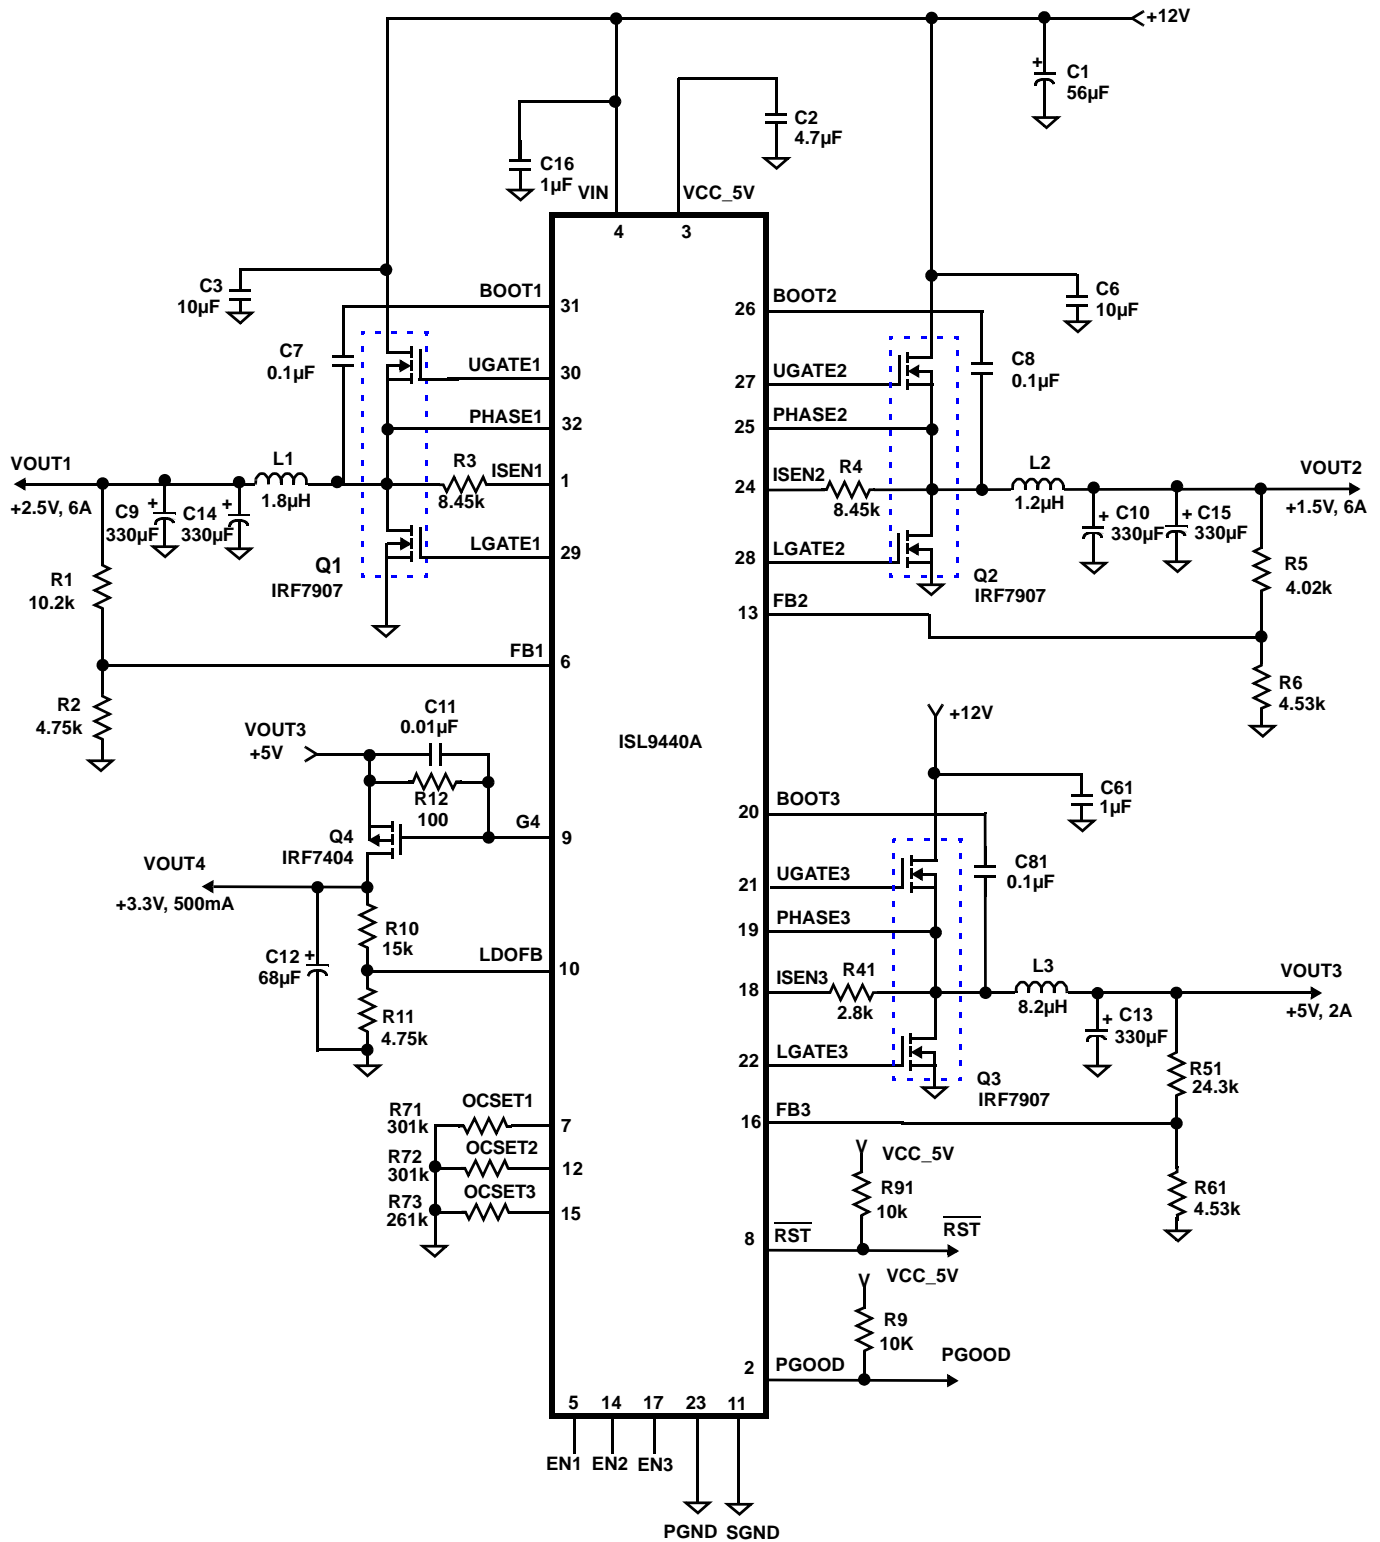 +12V
C1
56µF
C2
4.7µF
C16
1µF
VIN
VCC_5V
4
3
C3
10µF
BOOT1
31
C7
0.1µF
UGATE1
30
PHASE1
32
VOUT1
+2.5V, 6A
C9
330µF
C14
330µF
L1
1.8µH
R3
8.45k
ISEN1
1
LGATE1
29
Q1
IRF7907
R1
10.2k
FB1
6
R2
4.75k
26
BOOT2
C6
10µF
C8
0.1µF
27
UGATE2
25
PHASE2
24
ISEN2
R4
8.45k
L2
1.2µH
VOUT2
+1.5V, 6A
C10
330µF
C15
330µF
28
LGATE2
Q2
IRF7907
R5
4.02k
13
FB2
R6
4.53k
ISL9440A
VOUT3
+5V
C11
0.01µF
R12
100
G4
9
Q4
IRF7404
VOUT4
+3.3V, 500mA
R10
15k
C12
68µF
LDOFB
10
R11
4.75k
+12V
C61
1µF
20
BOOT3
C81
0.1µF
21
UGATE3
19
PHASE3
18
ISEN3
R41
2.8k
L3
8.2µH
VOUT3
+5V, 2A
C13
330µF
22
LGATE3
Q3
IRF7907
R51
24.3k
16
FB3
R61
4.53k
R71
301k
OCSET1
7
R72
301k
OCSET2
12
R73
261k
OCSET3
15
VCC_5V
R91
10k
8
RST
RST
VCC_5V
R9
10K
2
PGOOD
PGOOD
5
14
17
23
11
EN1
EN2
EN3
PGND
SGND
+
+
+
+
+
+
+